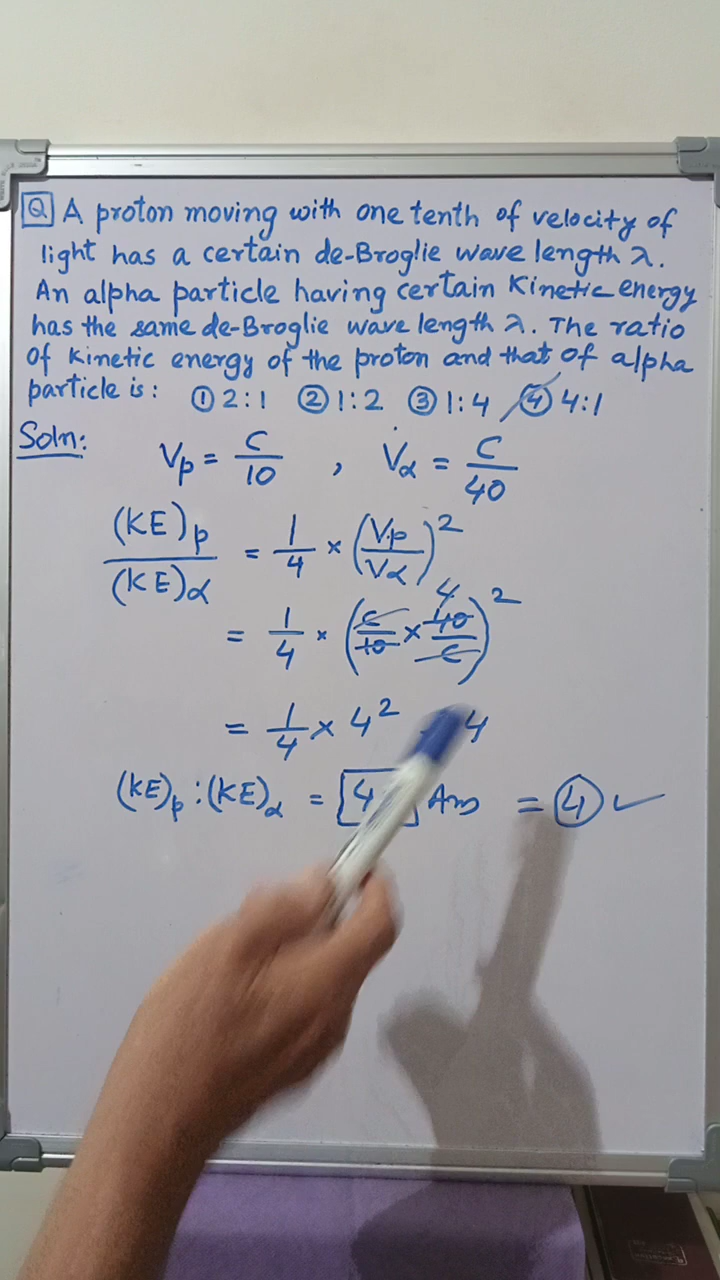 Q A proton moving with one tenth of velocity of
light has a certain de-Broglie wave length λ.
An alpha particle having certain Kinetic energy
has the same de-Broglie wave length λ. The ratio
of kinetic energy of the proton and that of alpha
particle is: ① 2:1 ② 1:2 ③ 1:4 ④ 4:1
Soln:
Vp = C/10 , Vα = C/40
(KE)p/(KE)α = 1/4 × (Vp/Vα)²
= 1/4 × (C/10 × 40/C)² 4
= 1/4 × 4² 4
(KE)p : (KE)α = 4 Ans = ④ ✓